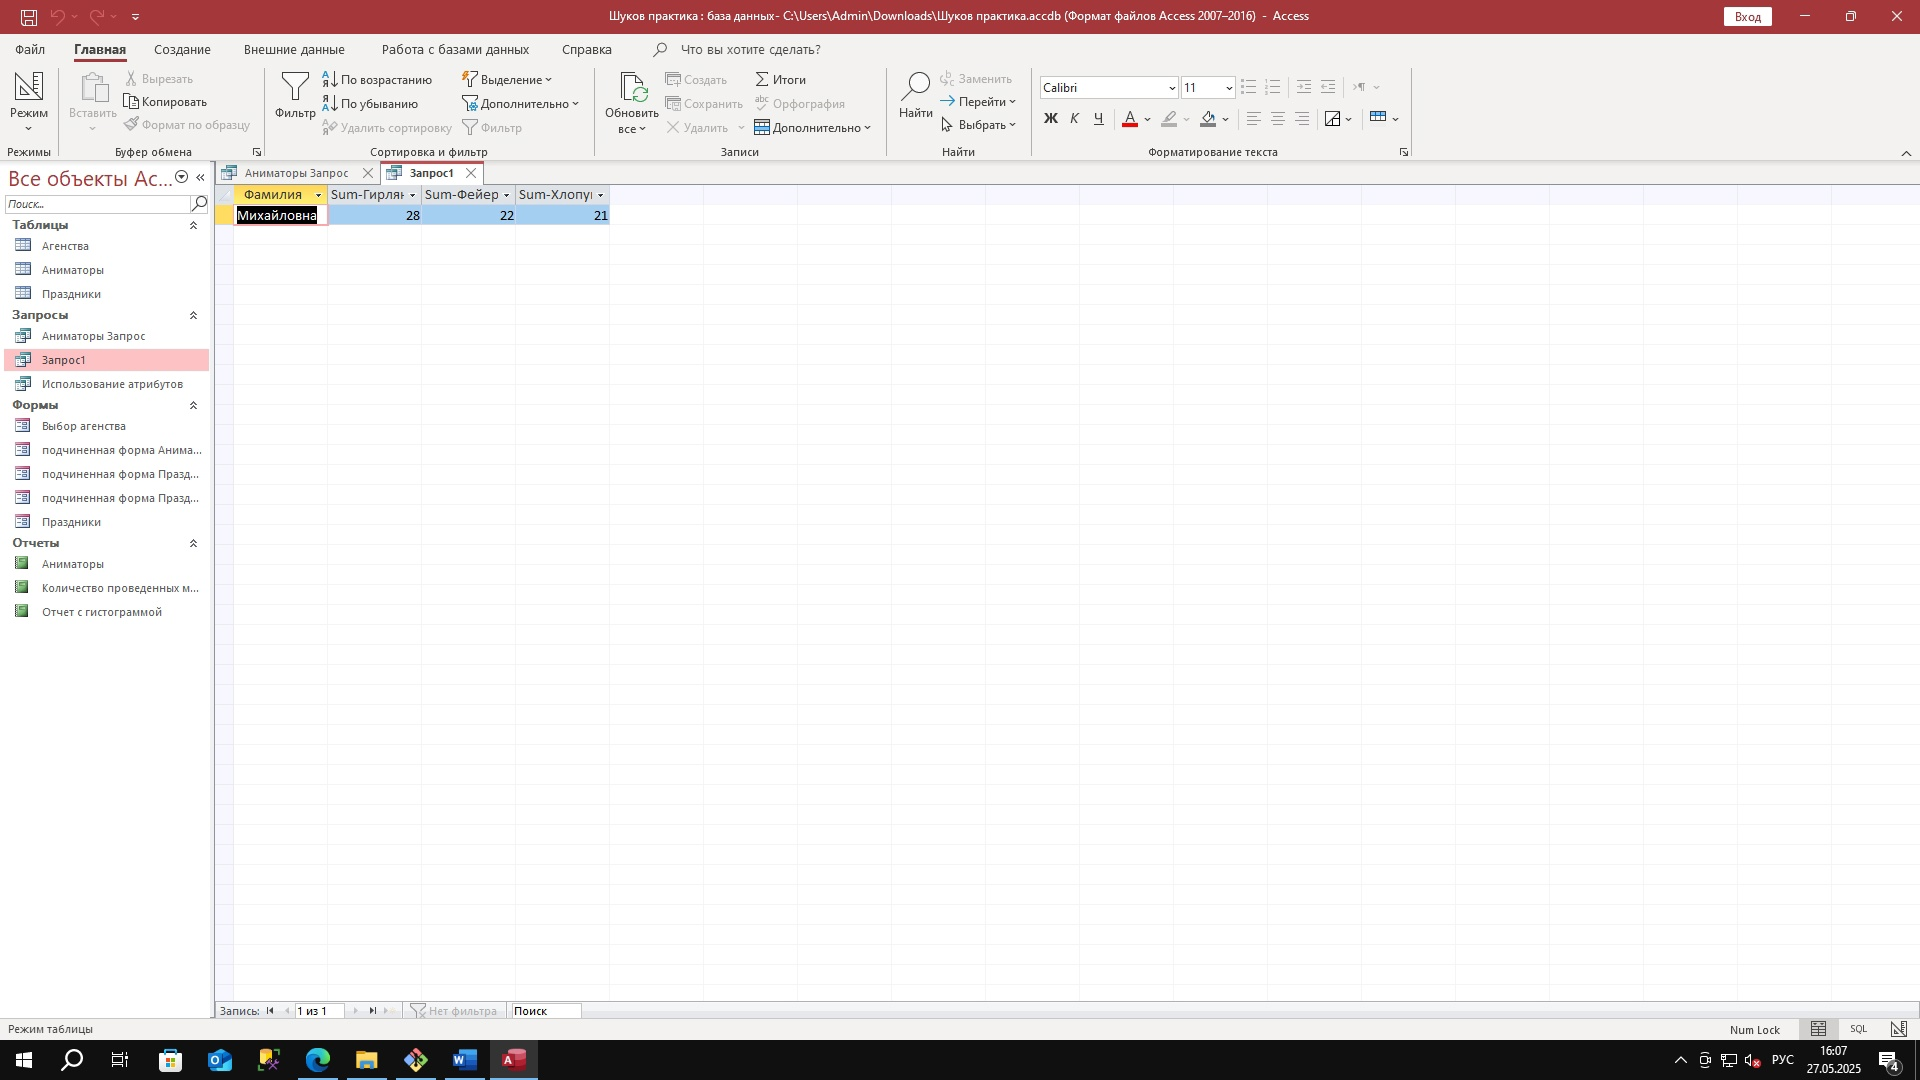 Шуков практика : база данных- C:\Users\Admin\Downloads\Шуков практика.accdb (Формат файлов Access 2007–2016)  -  Access
Вход
Файл
Главная
Создание
Внешние данные
Работа с базами данных
Справка
Что вы хотите сделать?
Режим
Режимы
Вставить
Вырезать
Копировать
Формат по образцу
Буфер обмена
Фильтр
По возрастанию
По убыванию
Удалить сортировку
Выделение
Дополнительно
Фильтр
Сортировка и фильтр
Обновить
все
Создать
Сохранить
Удалить
Итоги
Орфография
Дополнительно
Записи
Найти
Заменить
Перейти
Выбрать
Найти
Calibri
11
Ж К Ч
Форматирование текста
Все объекты Ac...
Поиск...
Таблицы
Агенства
Аниматоры
Праздники
Запросы
Аниматоры Запрос
Запрос1
Использование атрибутов
Формы
Выбор агенства
подчиненная форма Анима...
подчиненная форма Празд...
подчиненная форма Празд...
Праздники
Отчеты
Аниматоры
Количество проведенных м...
Отчет с гистограммой
Аниматоры Запрос
Запрос1
Фамилия Sum-Гирлян Sum-Фейер Sum-Хлопу
Михайловна 28 22 21
Запись: 1 из 1 Нет фильтра Поиск
Режим таблицы
Num Lock
SQL
РУС
16:07
27.05.2025
4